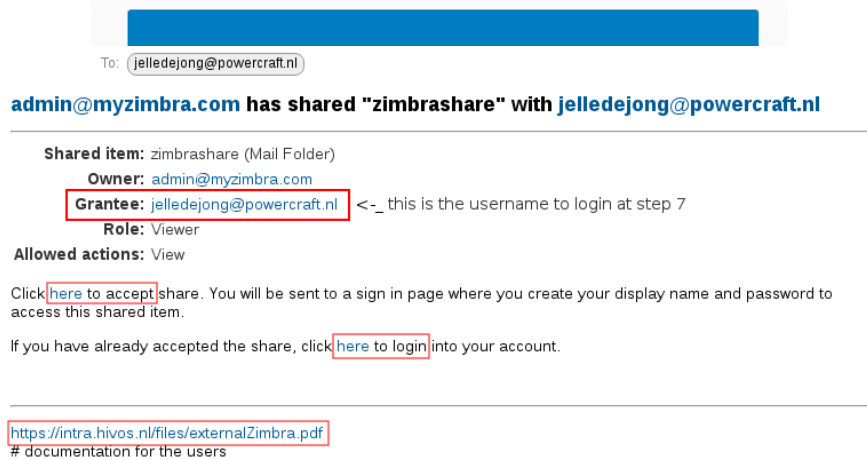 To: jelledejong@powercraft.nl
admin@myzimbra.com has shared "zimbrashare" with jelledejong@powercraft.nl
Shared item: zimbrashare (Mail Folder)
Owner: admin@myzimbra.com
Grantee: jelledejong@powercraft.nl <-_ this is the username to login at step 7
Role: Viewer
Allowed actions: View
Click here to accept share. You will be sent to a sign in page where you create your display name and password to
access this shared item.
If you have already accepted the share, click here to login into your account.
https://intra.hivos.nl/files/externalZimbra.pdf
# documentation for the users